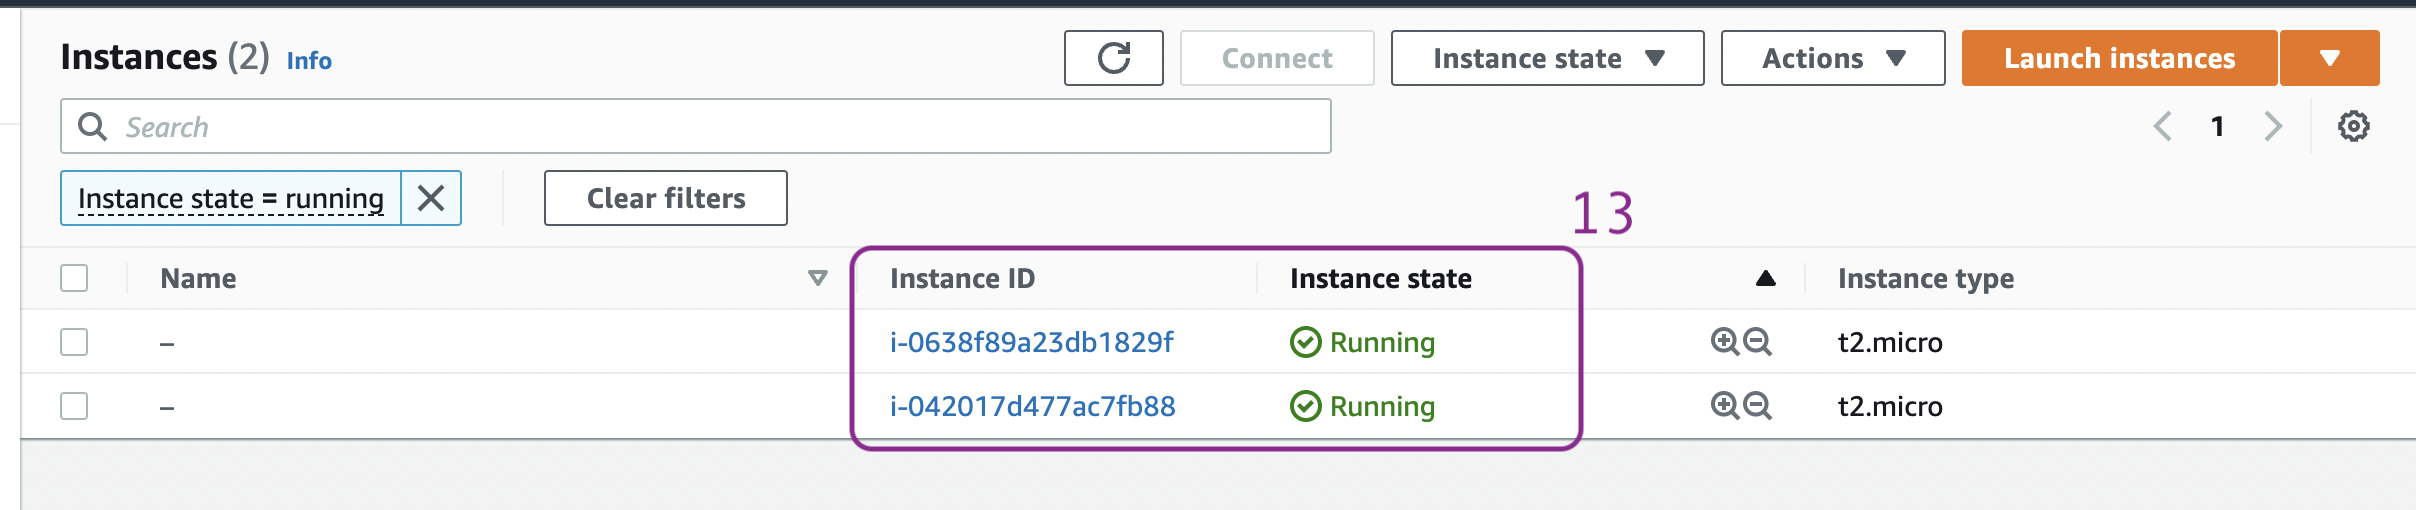 Instances (2) Info
Connect
Instance state
Actions
Launch instances
Search
1
Instance state = running
Clear filters
13
Name
Instance ID
Instance state
Instance type
– i-0638f89a23db1829f Running t2.micro
– i-042017d477ac7fb88 Running t2.micro